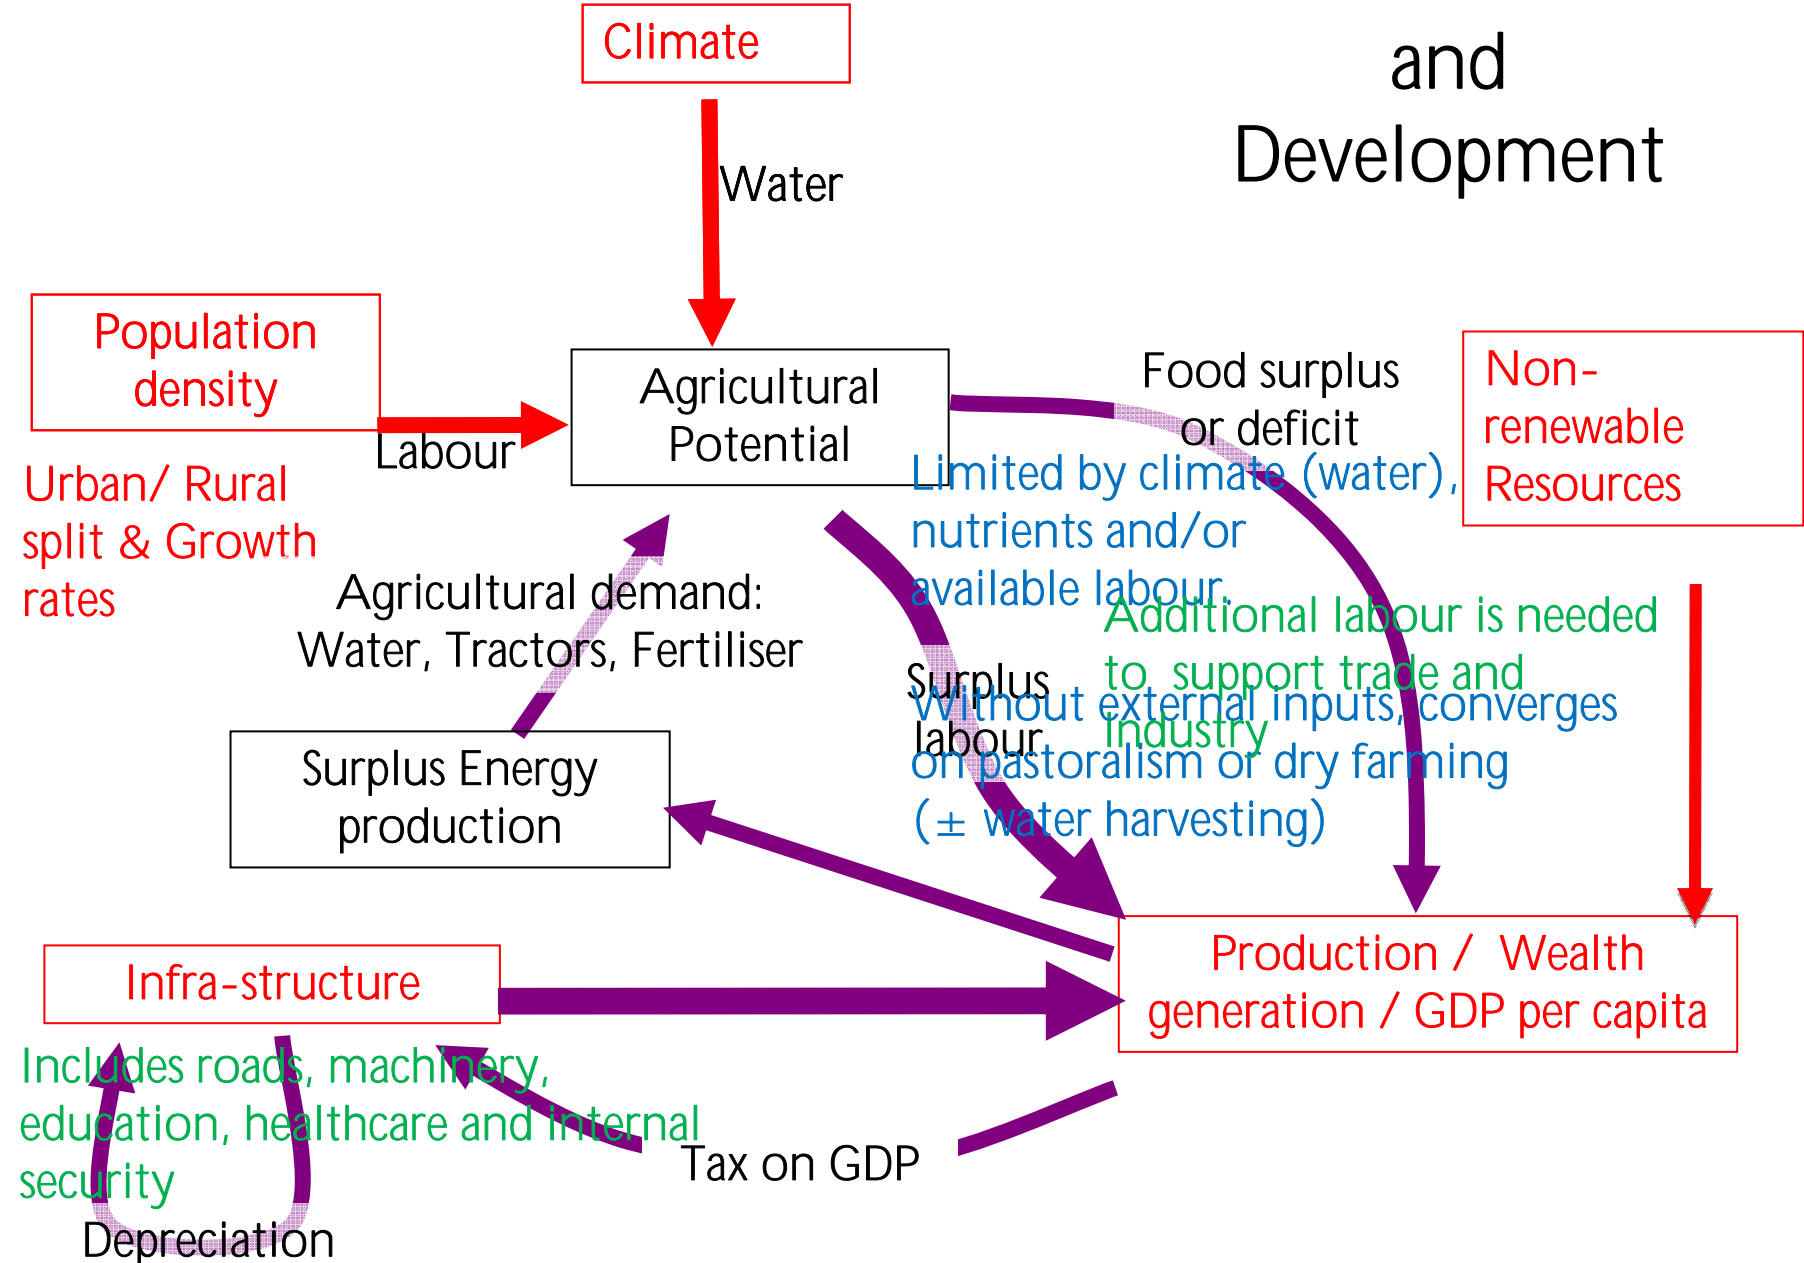 and
Development
Climate
Water
Population
density
Labour
Urban/ Rural
split & Growth
rates
Agricultural
Potential
Food surplus
or deficit
Non-
renewable
Resources
Limited by climate (water),
nutrients and/or
available labour.
Additional labour is needed
to support trade and
industry
Surplus
labour
Without external inputs, converges
on pastoralism or dry farming
(± water harvesting)
Agricultural demand:
Water, Tractors, Fertiliser
Surplus Energy
production
Production / Wealth
generation / GDP per capita
Infra-structure
Includes roads, machinery,
education, healthcare and internal
security
Tax on GDP
Depreciation